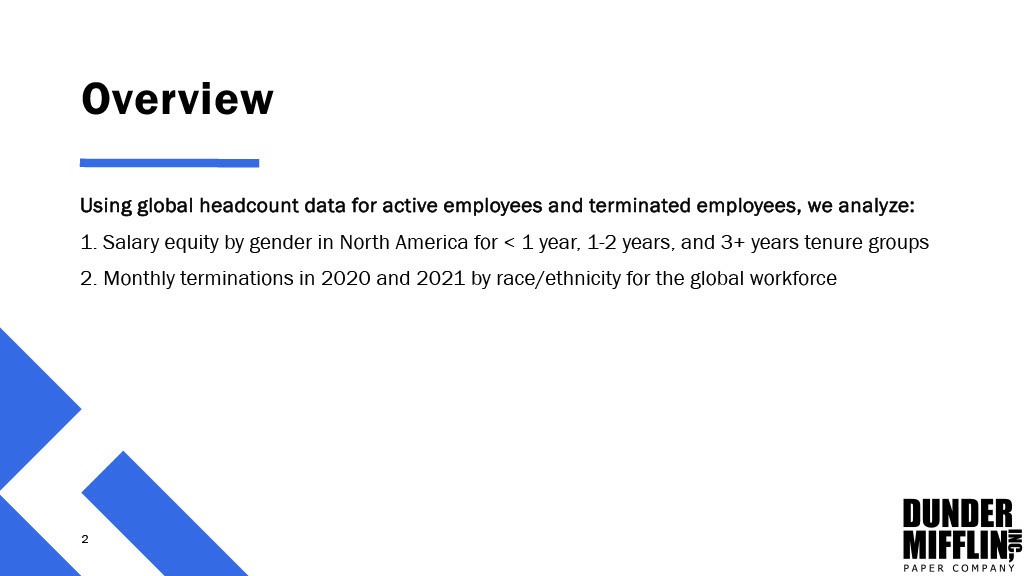 Overview
Using global headcount data for active employees and terminated employees, we analyze:
1. Salary equity by gender in North America for < 1 year, 1-2 years, and 3+ years tenure groups
2. Monthly terminations in 2020 and 2021 by race/ethnicity for the global workforce
2
DUNDER
MIFFLIN, INC.
PAPER COMPANY